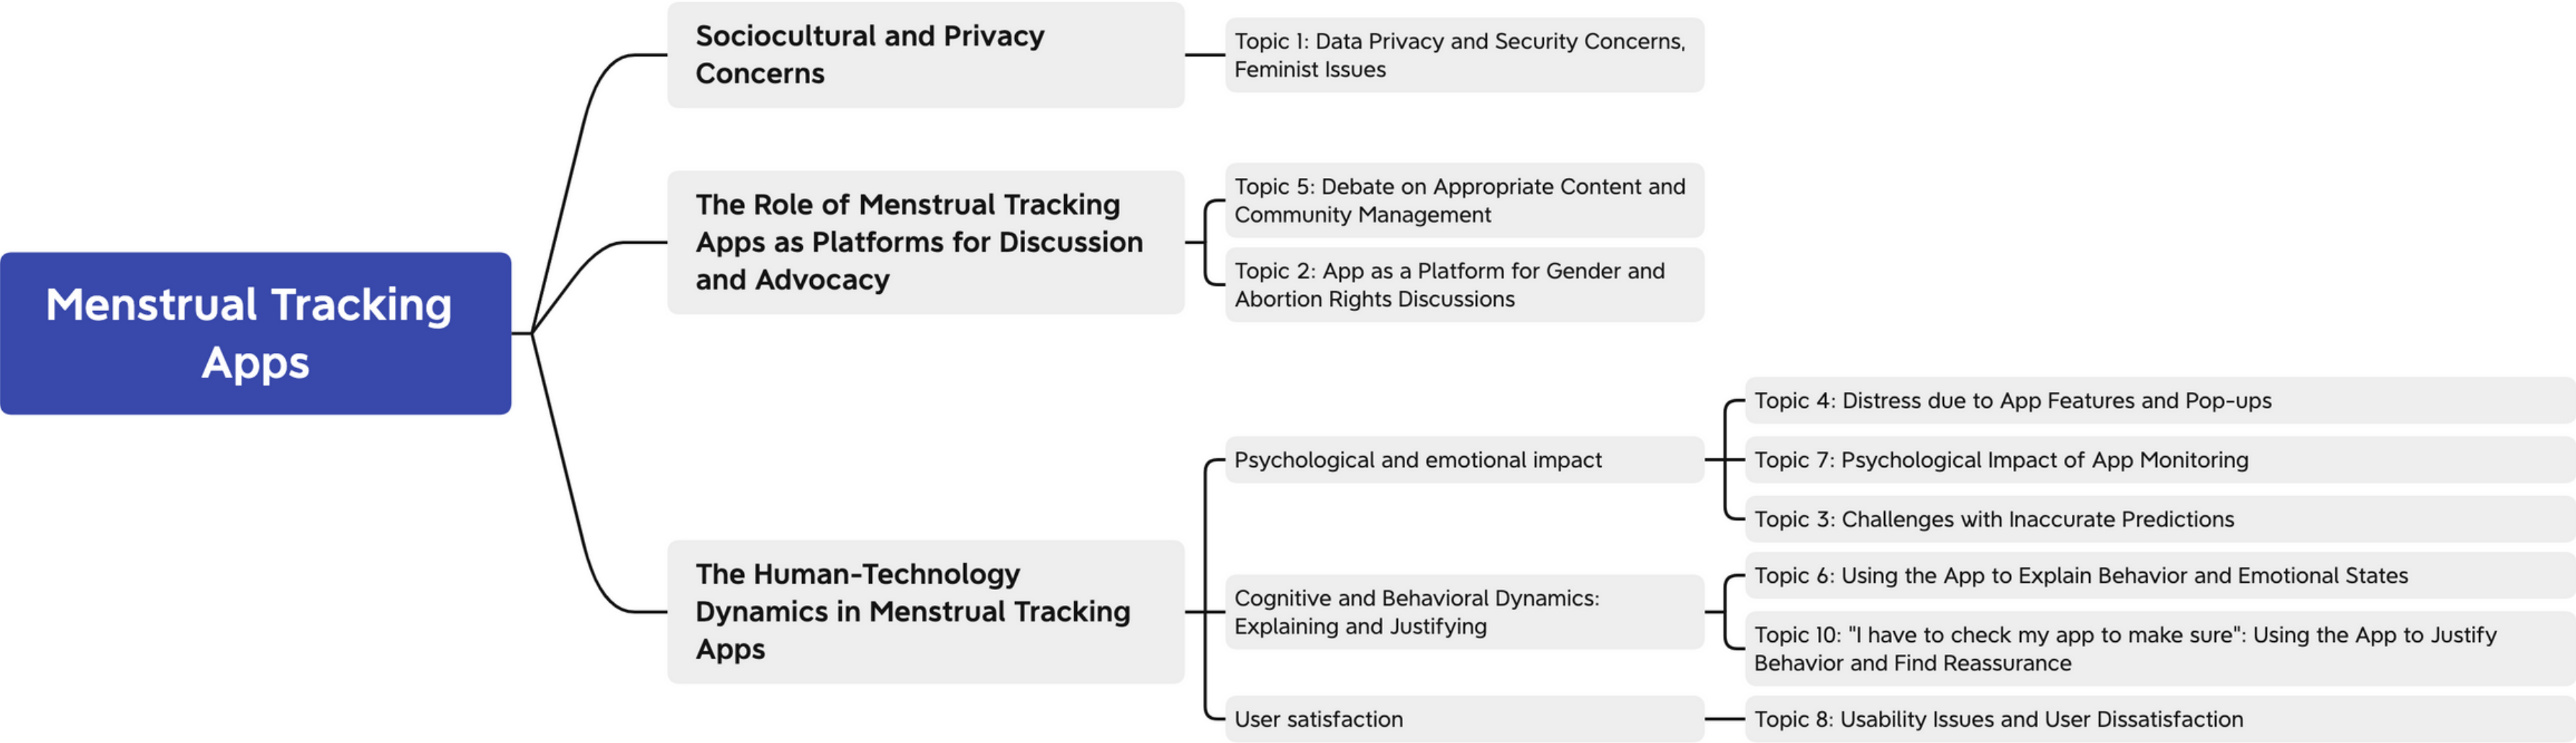 Menstrual Tracking
Apps
Sociocultural and Privacy
Concerns
Topic 1: Data Privacy and Security Concerns,
Feminist Issues
The Role of Menstrual Tracking
Apps as Platforms for Discussion
and Advocacy
Topic 5: Debate on Appropriate Content and
Community Management
Topic 2: App as a Platform for Gender and
Abortion Rights Discussions
The Human-Technology
Dynamics in Menstrual Tracking
Apps
Psychological and emotional impact
Topic 4: Distress due to App Features and Pop-ups
Topic 7: Psychological Impact of App Monitoring
Topic 3: Challenges with Inaccurate Predictions
Cognitive and Behavioral Dynamics:
Explaining and Justifying
Topic 6: Using the App to Explain Behavior and Emotional States
Topic 10: "I have to check my app to make sure": Using the App to Justify
Behavior and Find Reassurance
User satisfaction
Topic 8: Usability Issues and User Dissatisfaction